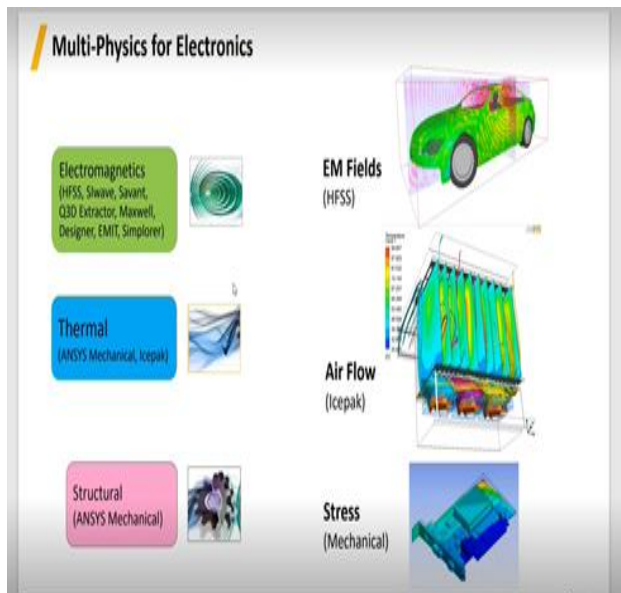 Multi-Physics for Electronics
Electromagnetics
(HFSS, SIwave, Savant,
Q3D Extractor, Maxwell,
Designer, EMIT, Simplorer)
EM Fields
(HFSS)
Thermal
(ANSYS Mechanical, Icepak)
Air Flow
(Icepak)
Structural
(ANSYS Mechanical)
Stress
(Mechanical)